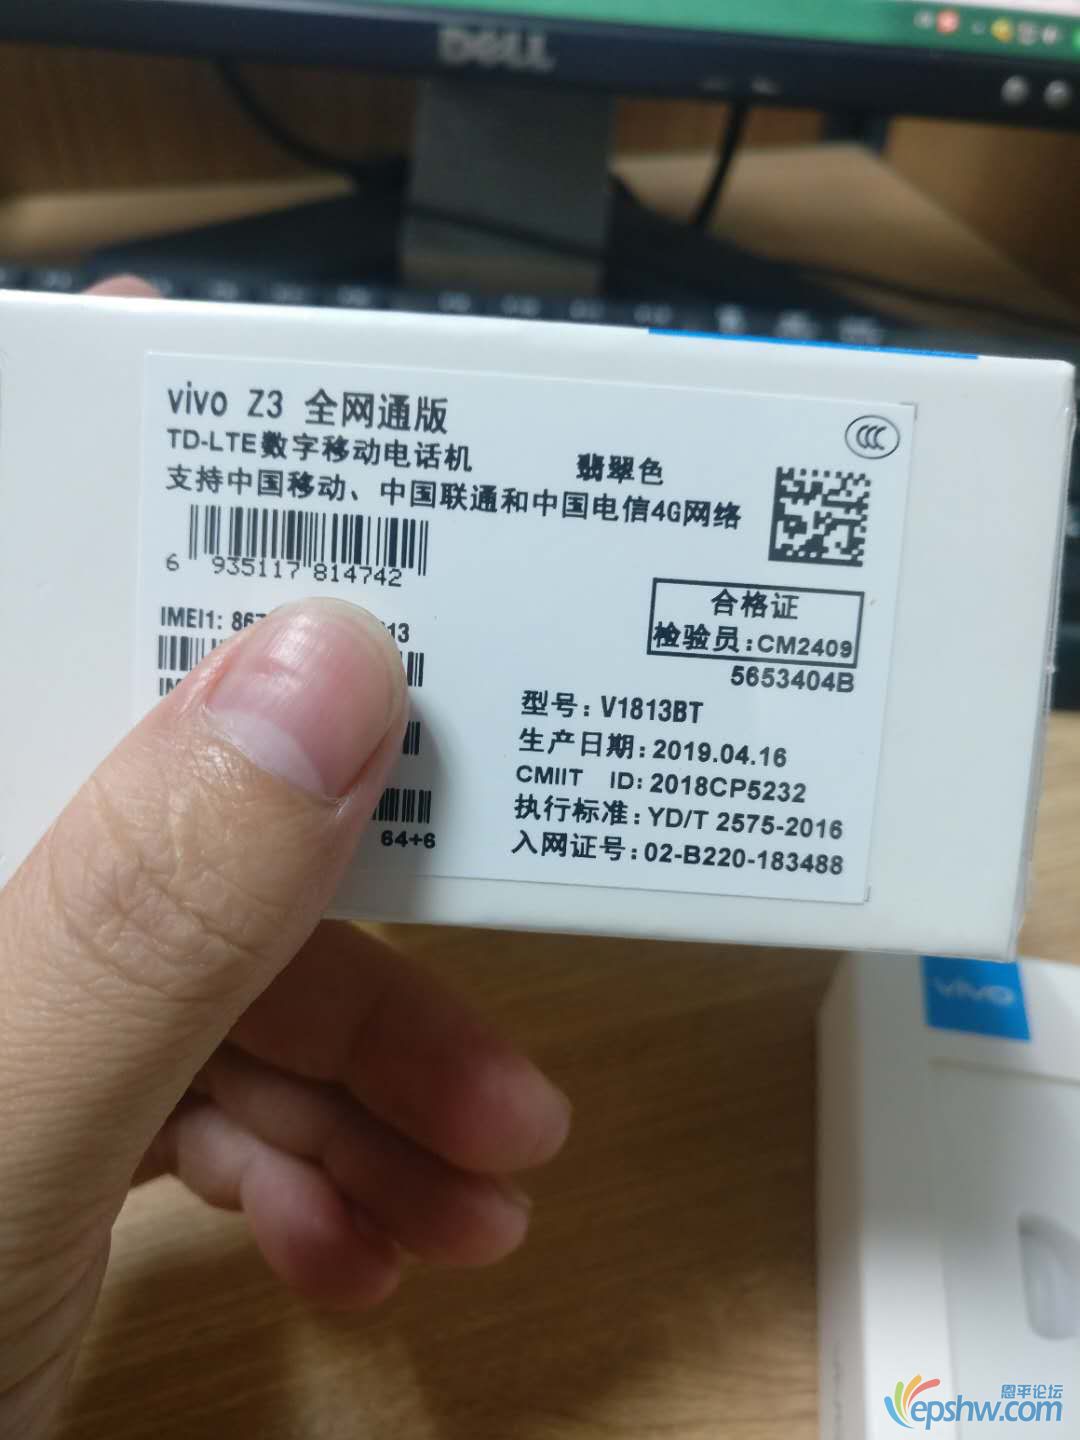 DELL
vivo Z3 全网通版
TD-LTE数字移动电话机
翡翠色
支持中国移动、中国联通和中国电信4G网络
6 935117 814742
合格证
检验员:CM2409
5653404B
IMEI1: 86
13
型号: V1813BT
生产日期: 2019.04.16
CMIIT ID: 2018CP5232
执行标准: YD/T 2575-2016
入网证号: 02-B220-183488
64+6
vivo
恩平论坛
epshw.com